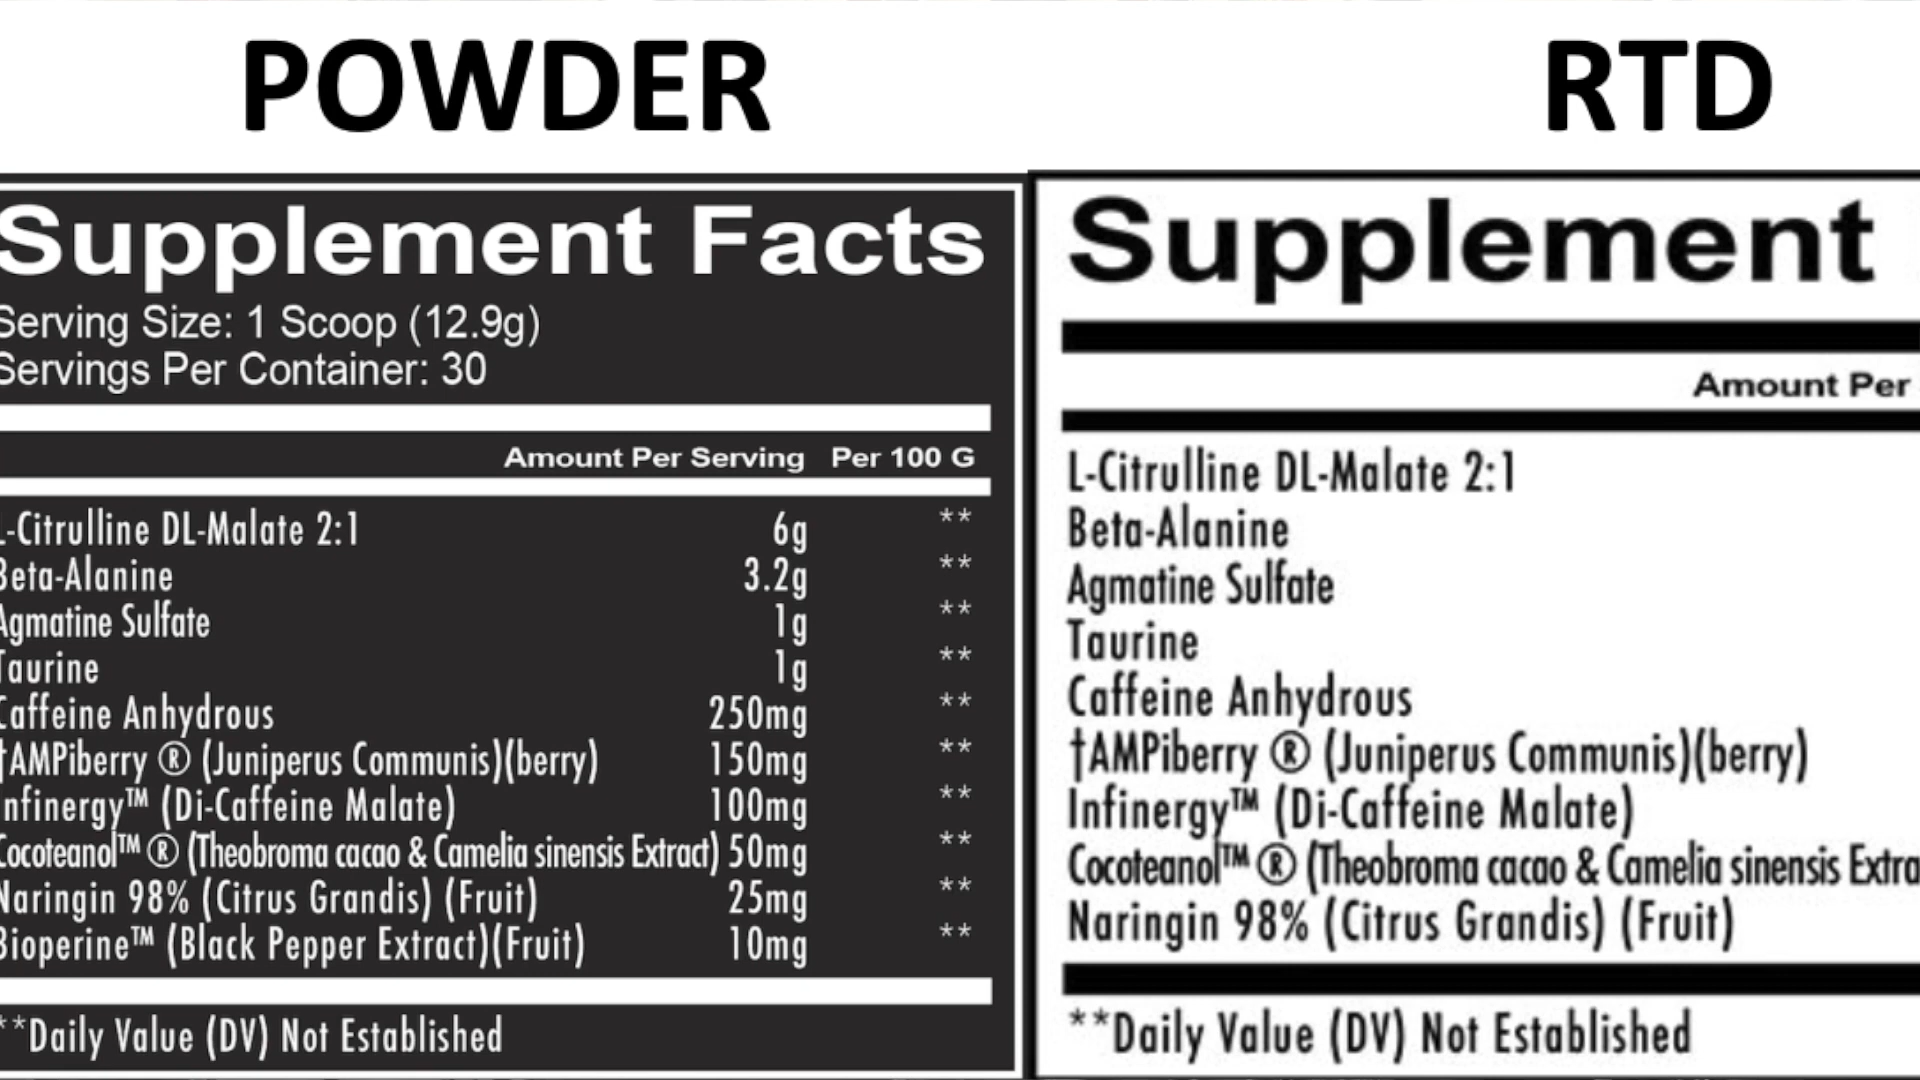 POWDER
RTD
Supplement Facts
Serving Size: 1 Scoop (12.9g)
Servings Per Container: 30
Amount Per Serving Per 100 G
L-Citrulline DL-Malate 2:1 6g **
Beta-Alanine 3.2g **
Agmatine Sulfate 1g **
Taurine 1g **
Caffeine Anhydrous 250mg **
†AMPiberry ® (Juniperus Communis)(berry) 150mg **
Infinergy™ (Di-Caffeine Malate) 100mg **
Cocoteanol™ ® (Theobroma cacao & Camelia sinensis Extract) 50mg **
Naringin 98% (Citrus Grandis) (Fruit) 25mg **
Bioperine™ (Black Pepper Extract)(Fruit) 10mg **
**Daily Value (DV) Not Established
Supplement
Amount Per
L-Citrulline DL-Malate 2:1
Beta-Alanine
Agmatine Sulfate
Taurine
Caffeine Anhydrous
†AMPiberry ® (Juniperus Communis)(berry)
Infinergy™ (Di-Caffeine Malate)
Cocoteanol™ ® (Theobroma cacao & Camelia sinensis Extra
Naringin 98% (Citrus Grandis) (Fruit)
**Daily Value (DV) Not Established